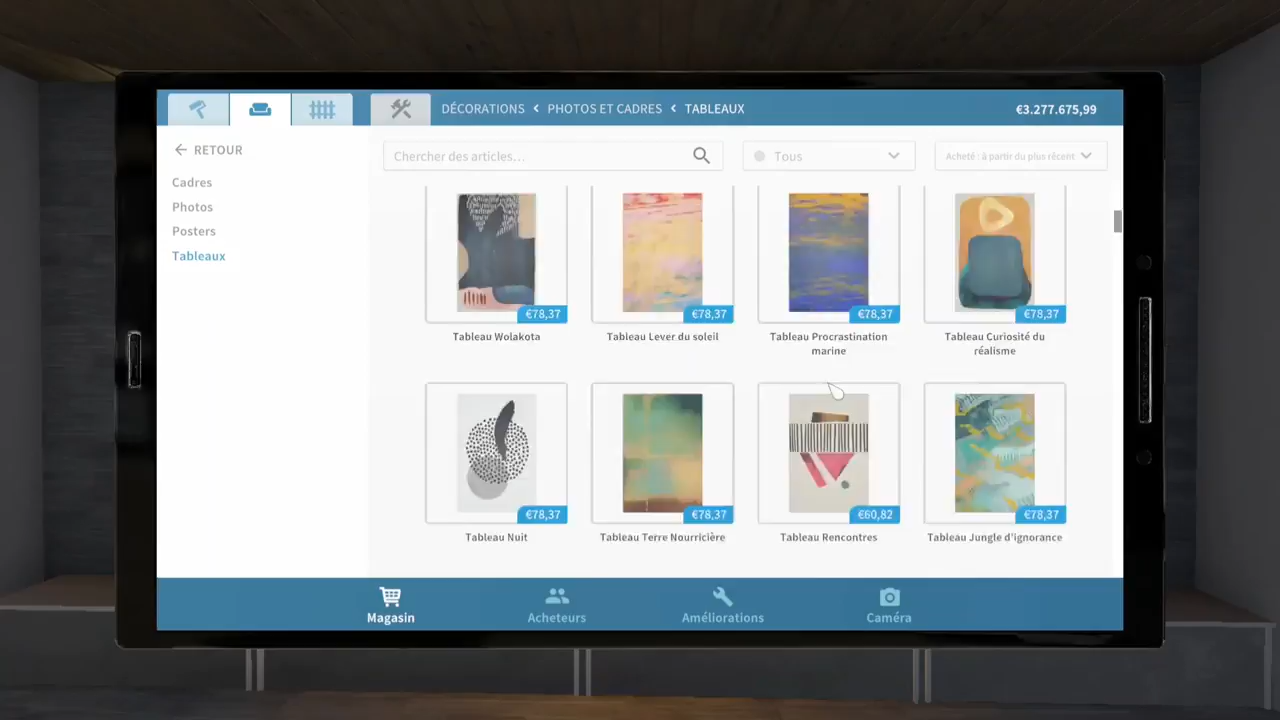 DÉCORATIONS < PHOTOS ET CADRES < TABLEAUX
€3.277.675,99
RETOUR
Cadres
Photos
Posters
Tableaux
Chercher des articles...
Tous
Acheté : à partir du plus récent
€78,37
€78,37
€78,37
€78,37
Tableau Wolakota
Tableau Lever du soleil
Tableau Procrastination
marine
Tableau Curiosité du
réalisme
€78,37
€78,37
€60,82
€78,37
Tableau Nuit
Tableau Terre Nourricière
Tableau Rencontres
Tableau Jungle d'ignorance
Magasin
Acheteurs
Améliorations
Caméra